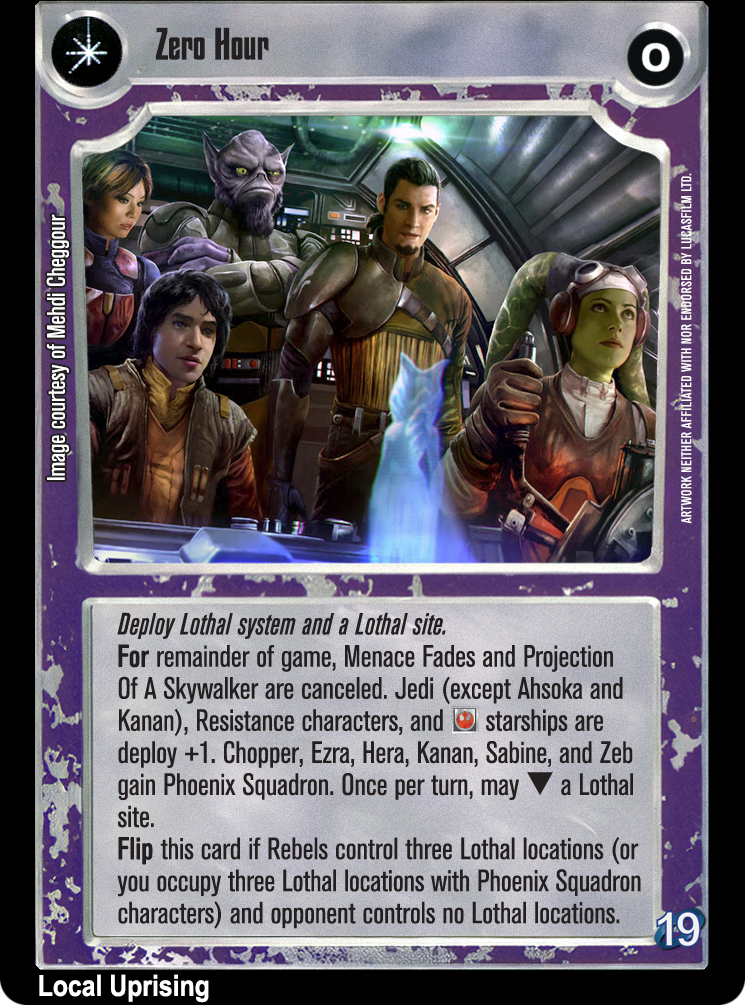 Zero Hour
0
Image courtesy of Mehdi Cheggour
ARTWORK NEITHER AFFILIATED WITH NOR ENDORSED BY LUCASFILM LTD.
Deploy Lothal system and a Lothal site.
For remainder of game, Menace Fades and Projection
Of A Skywalker are canceled. Jedi (except Ahsoka and
Kanan), Resistance characters, and starships are
deploy +1. Chopper, Ezra, Hera, Kanan, Sabine, and Zeb
gain Phoenix Squadron. Once per turn, may ▼ a Lothal
site.
Flip this card if Rebels control three Lothal locations (or
you occupy three Lothal locations with Phoenix Squadron
characters) and opponent controls no Lothal locations.
19
Local Uprising